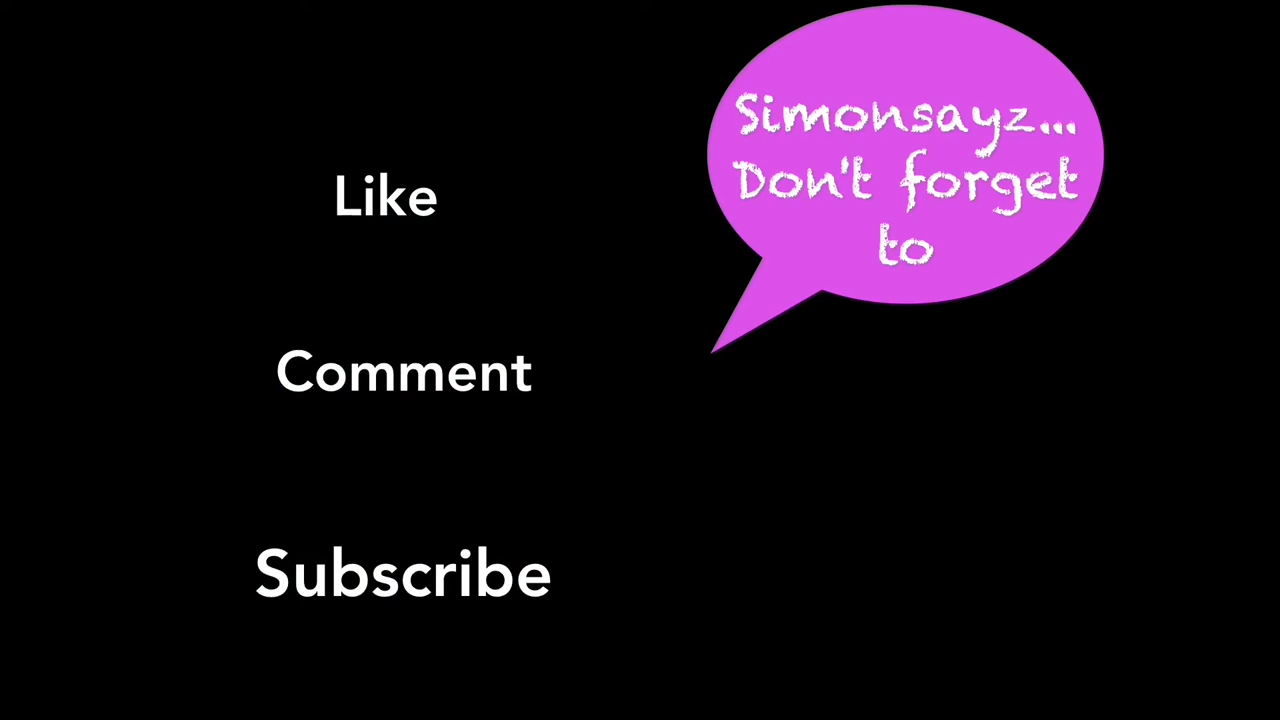 Simonsayz...
Don't forget
to
Like
Comment
Subscribe